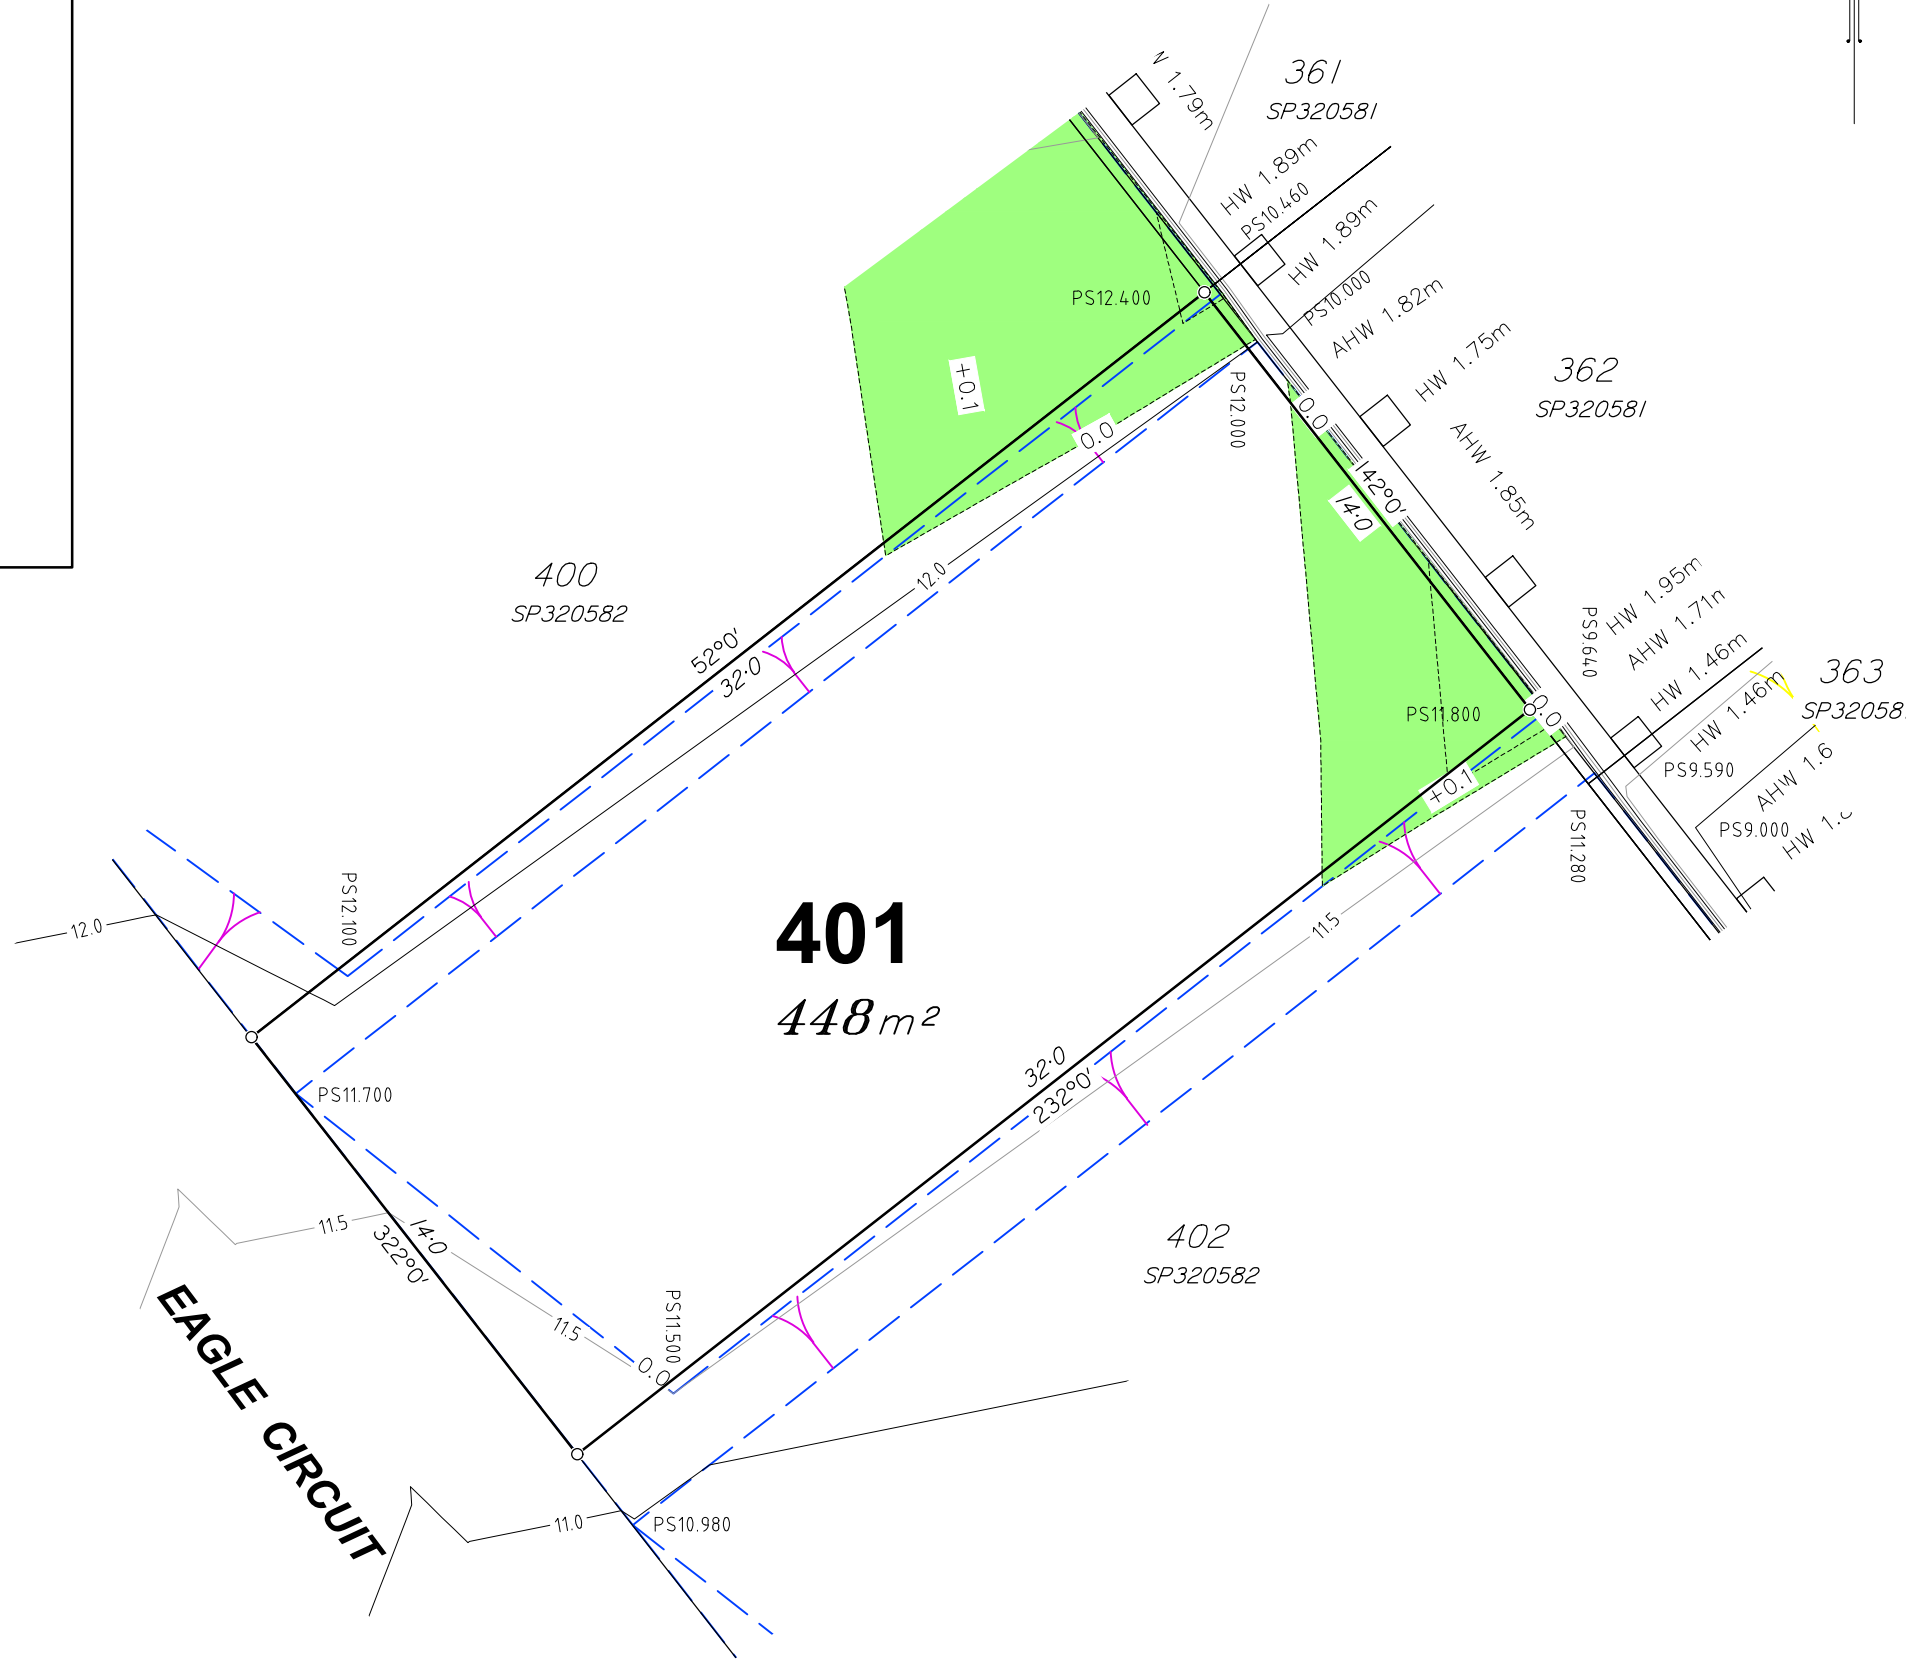 361
SP320581
1.79m
HW 1.89m
PS10.460
HW 1.89m
PS10.000
AHW 1.82m
HW 1.75m
362
SP320581
AHW 1.85m
PS12.400
+0.1
0.0
PS12.000
0.0
142°0'
14·0
12.0
400
SP320582
52°0'
32·0
HW 1.95m
AHW 1.71
PS9.640
HW 1.46m
HW 1.46m
363
PS9.590
AHW 1.6
PS9.000
HW
PS11.800
0.0
+0.1
PS11.280
12.0
PS12.100
401
448m²
11.5
32·0
232°0'
PS11.700
11.5
14·0
322°0'
11.5
PS11.500
0.0
402
SP320582
EAGLE CIRCUIT
11.0
PS10.980